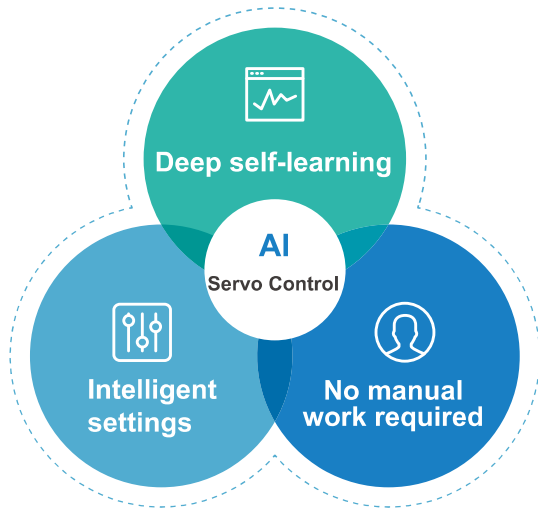 Deep self-learning
AI
Servo Control
Intelligent
settings
No manual
work required